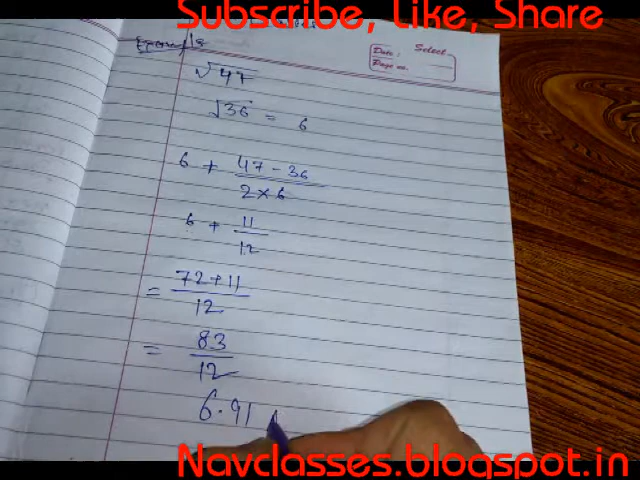 Subscribe, Like, Share
Date :
Select
Page no.
√47
√36 = 6
6 + 47 - 36
2 × 6
6 + 11
12
= 72 + 11
12
= 83
12
6.91
Navclasses.blogspot.in